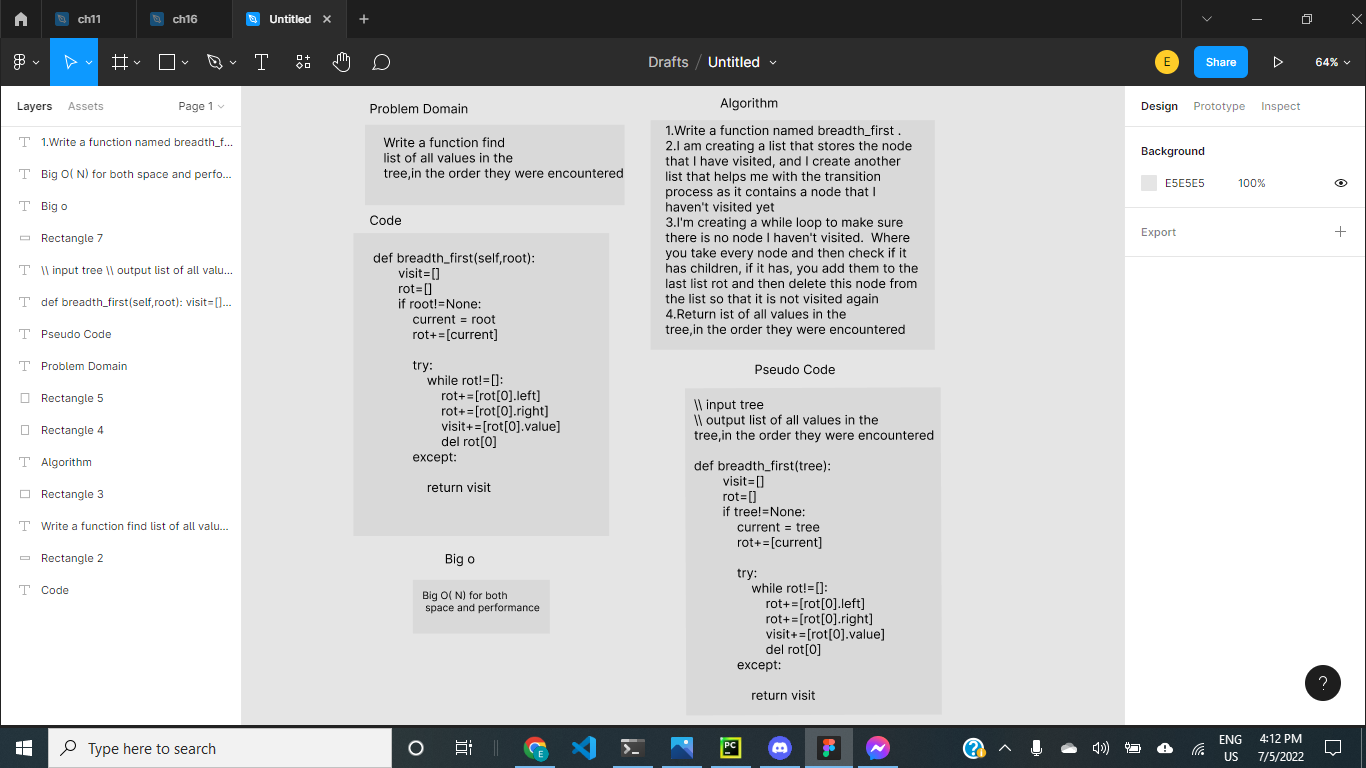 ch11
ch16
Untitled
Drafts / Untitled
E
Share
64%
Layers
Assets
Page 1
1.Write a function named breadth_f...
Big O( N) for both space and perfo...
Big o
Rectangle 7
\\ input tree \\ output list of all valu...
def breadth_first(self,root): visit=[]...
Pseudo Code
Problem Domain
Rectangle 5
Rectangle 4
Algorithm
Rectangle 3
Write a function find list of all valu...
Rectangle 2
Code
Problem Domain
Write a function find
list of all values in the
tree,in the order they were encountered
Code
def breadth_first(self,root):
visit=[]
rot=[]
if root!=None:
current = root
rot+=[current]
try:
while rot!=[]:
rot+=[rot[0].left]
rot+=[rot[0].right]
visit+=[rot[0].value]
del rot[0]
except:
return visit
Big o
Big O( N) for both
space and performance
Algorithm
1.Write a function named breadth_first .
2.I am creating a list that stores the node
that I have visited, and I create another
list that helps me with the transition
process as it contains a node that I
haven't visited yet
3.I'm creating a while loop to make sure
there is no node I haven't visited.  Where
you take every node and then check if it
has children, if it has, you add them to the
last list rot and then delete this node from
the list so that it is not visited again
4.Return ist of all values in the
tree,in the order they were encountered
Pseudo Code
\\ input tree
\\ output list of all values in the
tree,in the order they were encountered
def breadth_first(tree):
visit=[]
rot=[]
if tree!=None:
current = tree
rot+=[current]
try:
while rot!=[]:
rot+=[rot[0].left]
rot+=[rot[0].right]
visit+=[rot[0].value]
del rot[0]
except:
return visit
Design
Prototype
Inspect
Background
E5E5E5
100%
Export
?
Type here to search
E
PC
ENG
US
4:12 PM
7/5/2022